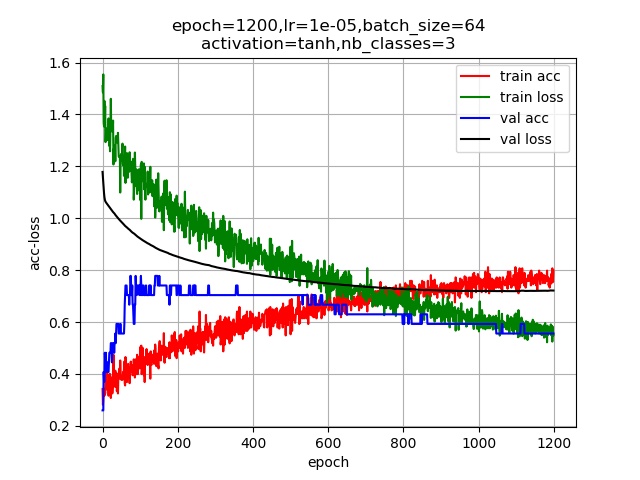 epoch=1200,lr=1e-05,batch_size=64
activation=tanh,nb_classes=3
1.6
1.4
1.2
1.0
0.8
0.6
0.4
0.2
acc-loss
train acc
train loss
val acc
val loss
0 200 400 600 800 1000 1200
epoch